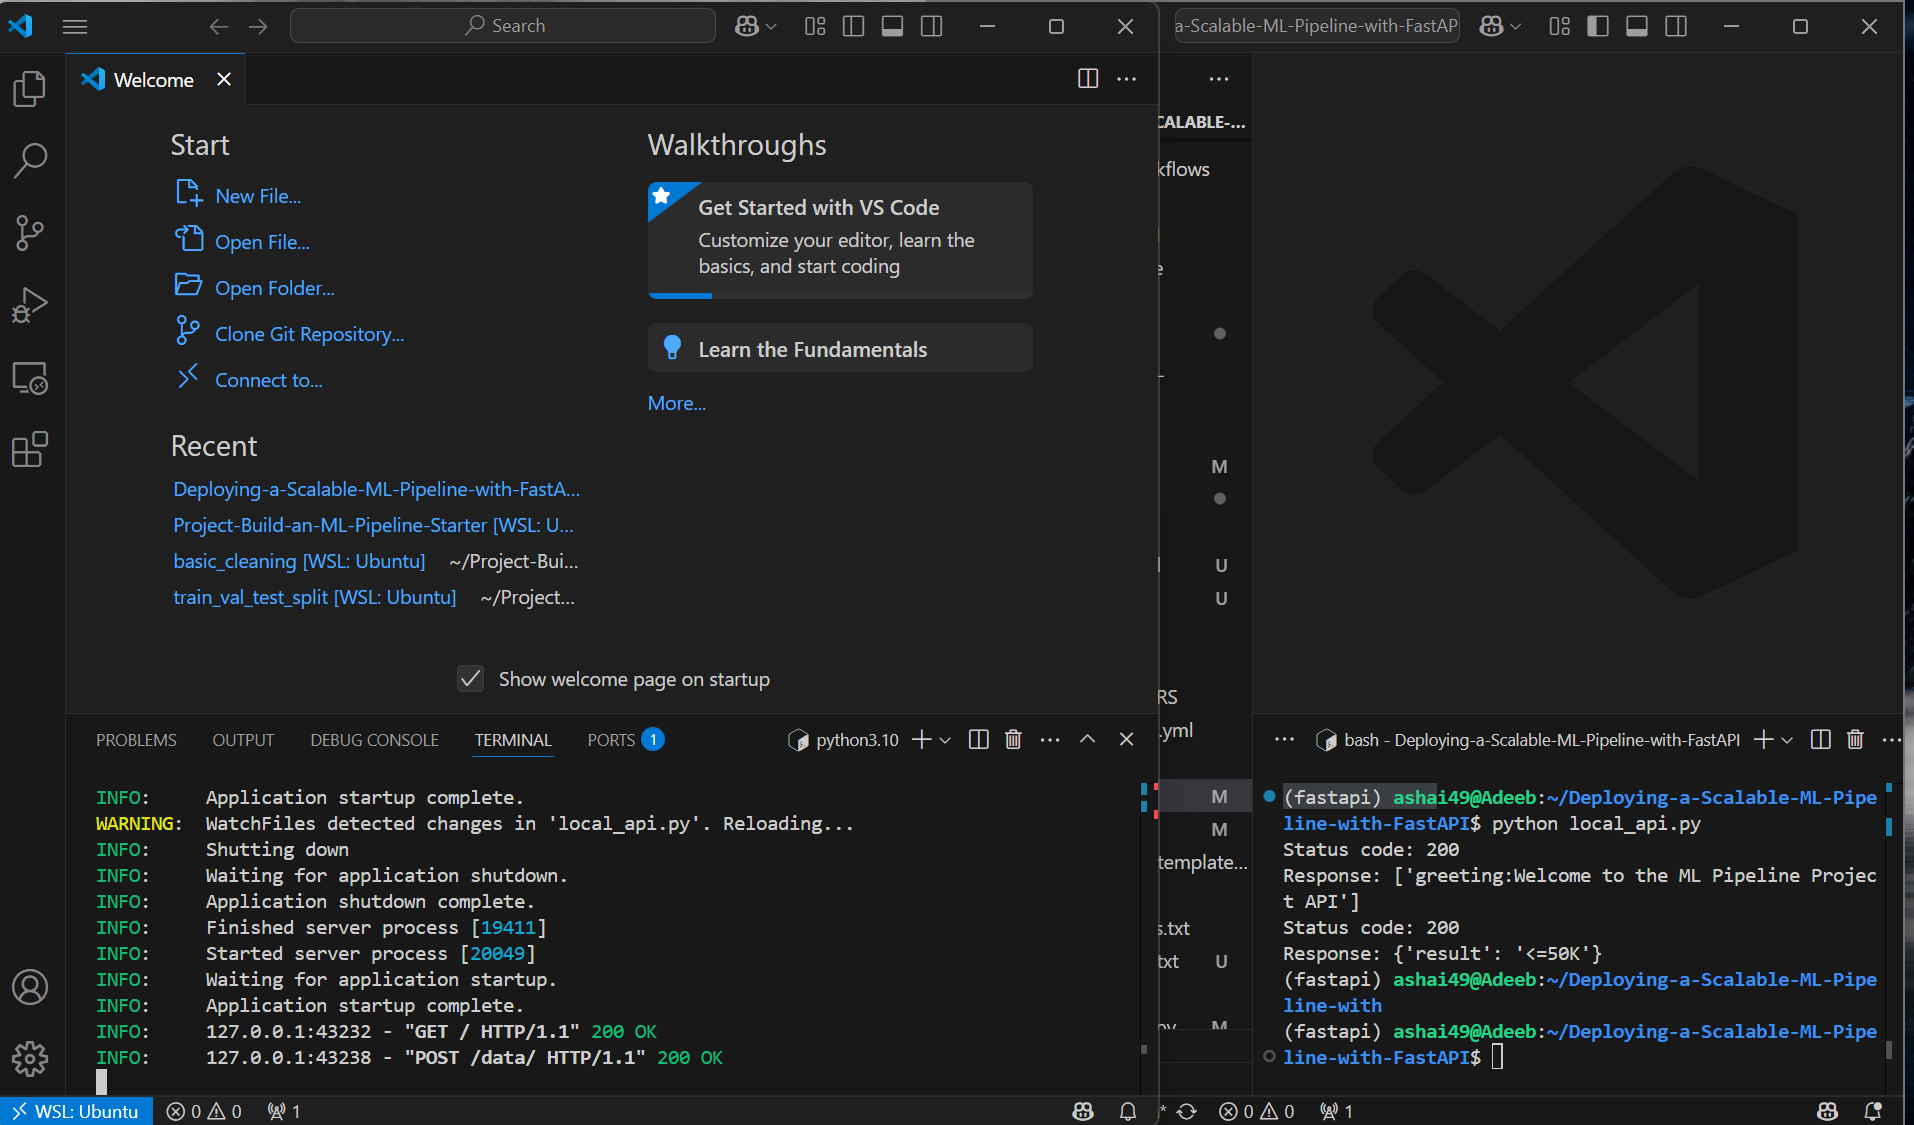 Search
a-Scalable-ML-Pipeline-with-FastAP
Welcome
Start
New File...
Open File...
Open Folder...
Clone Git Repository...
Connect to...
Recent
Deploying-a-Scalable-ML-Pipeline-with-FastA...
Project-Build-an-ML-Pipeline-Starter [WSL: U...
basic_cleaning [WSL: Ubuntu] ~/Project-Bui...
train_val_test_split [WSL: Ubuntu] ~/Project...
Walkthroughs
Get Started with VS Code
Customize your editor, learn the
basics, and start coding
Learn the Fundamentals
More...
Show welcome page on startup
PROBLEMS OUTPUT DEBUG CONSOLE TERMINAL PORTS 1 python3.10
INFO: Application startup complete.
WARNING: WatchFiles detected changes in 'local_api.py'. Reloading...
INFO: Shutting down
INFO: Waiting for application shutdown.
INFO: Application shutdown complete.
INFO: Finished server process [19411]
INFO: Started server process [20049]
INFO: Waiting for application startup.
INFO: Application startup complete.
INFO: 127.0.0.1:43232 - "GET / HTTP/1.1" 200 OK
INFO: 127.0.0.1:43238 - "POST /data/ HTTP/1.1" 200 OK
WSL: Ubuntu 0 0 1
CALABLE-...
kflows
e
M
U
U
RS
.yml
M
M
template...
s.txt
txt U
M
bash - Deploying-a-Scalable-ML-Pipeline-with-FastAPI
(fastapi) ashai49@Adeeb:~/Deploying-a-Scalable-ML-Pipe
line-with-FastAPI$ python local_api.py
Status code: 200
Response: ['greeting:Welcome to the ML Pipeline Projec
t API']
Status code: 200
Response: {'result': '<=50K'}
(fastapi) ashai49@Adeeb:~/Deploying-a-Scalable-ML-Pipe
line-with
(fastapi) ashai49@Adeeb:~/Deploying-a-Scalable-ML-Pipe
line-with-FastAPI$
* 0 0 1